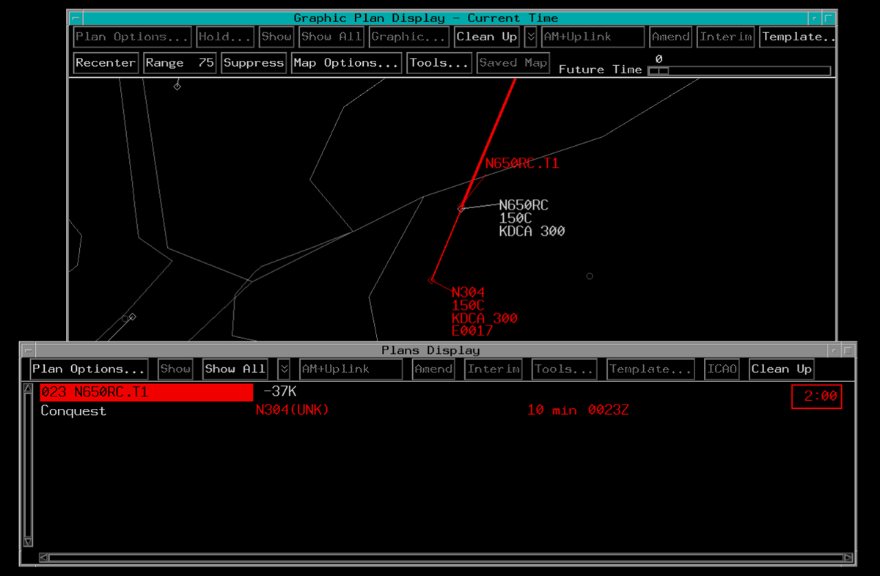 Graphic Plan Display - Current Time
Plan Options... Hold... Show Show All Graphic... Clean Up AM+Uplink Amend Interim Template..
Recenter Range 75 Suppress Map Options... Tools... Saved Map Future Time 0
N650RC.T1
N650RC
150C
KDCA 300
N304
150C
KDCA 300
E0017
Plans Display
Plan Options... Show Show All AM+Uplink Amend Interim Tools... Template... ICAO Clean Up
023 N650RC.T1 -37K 2:00
Conquest N304(UNK) 10 min 0023Z